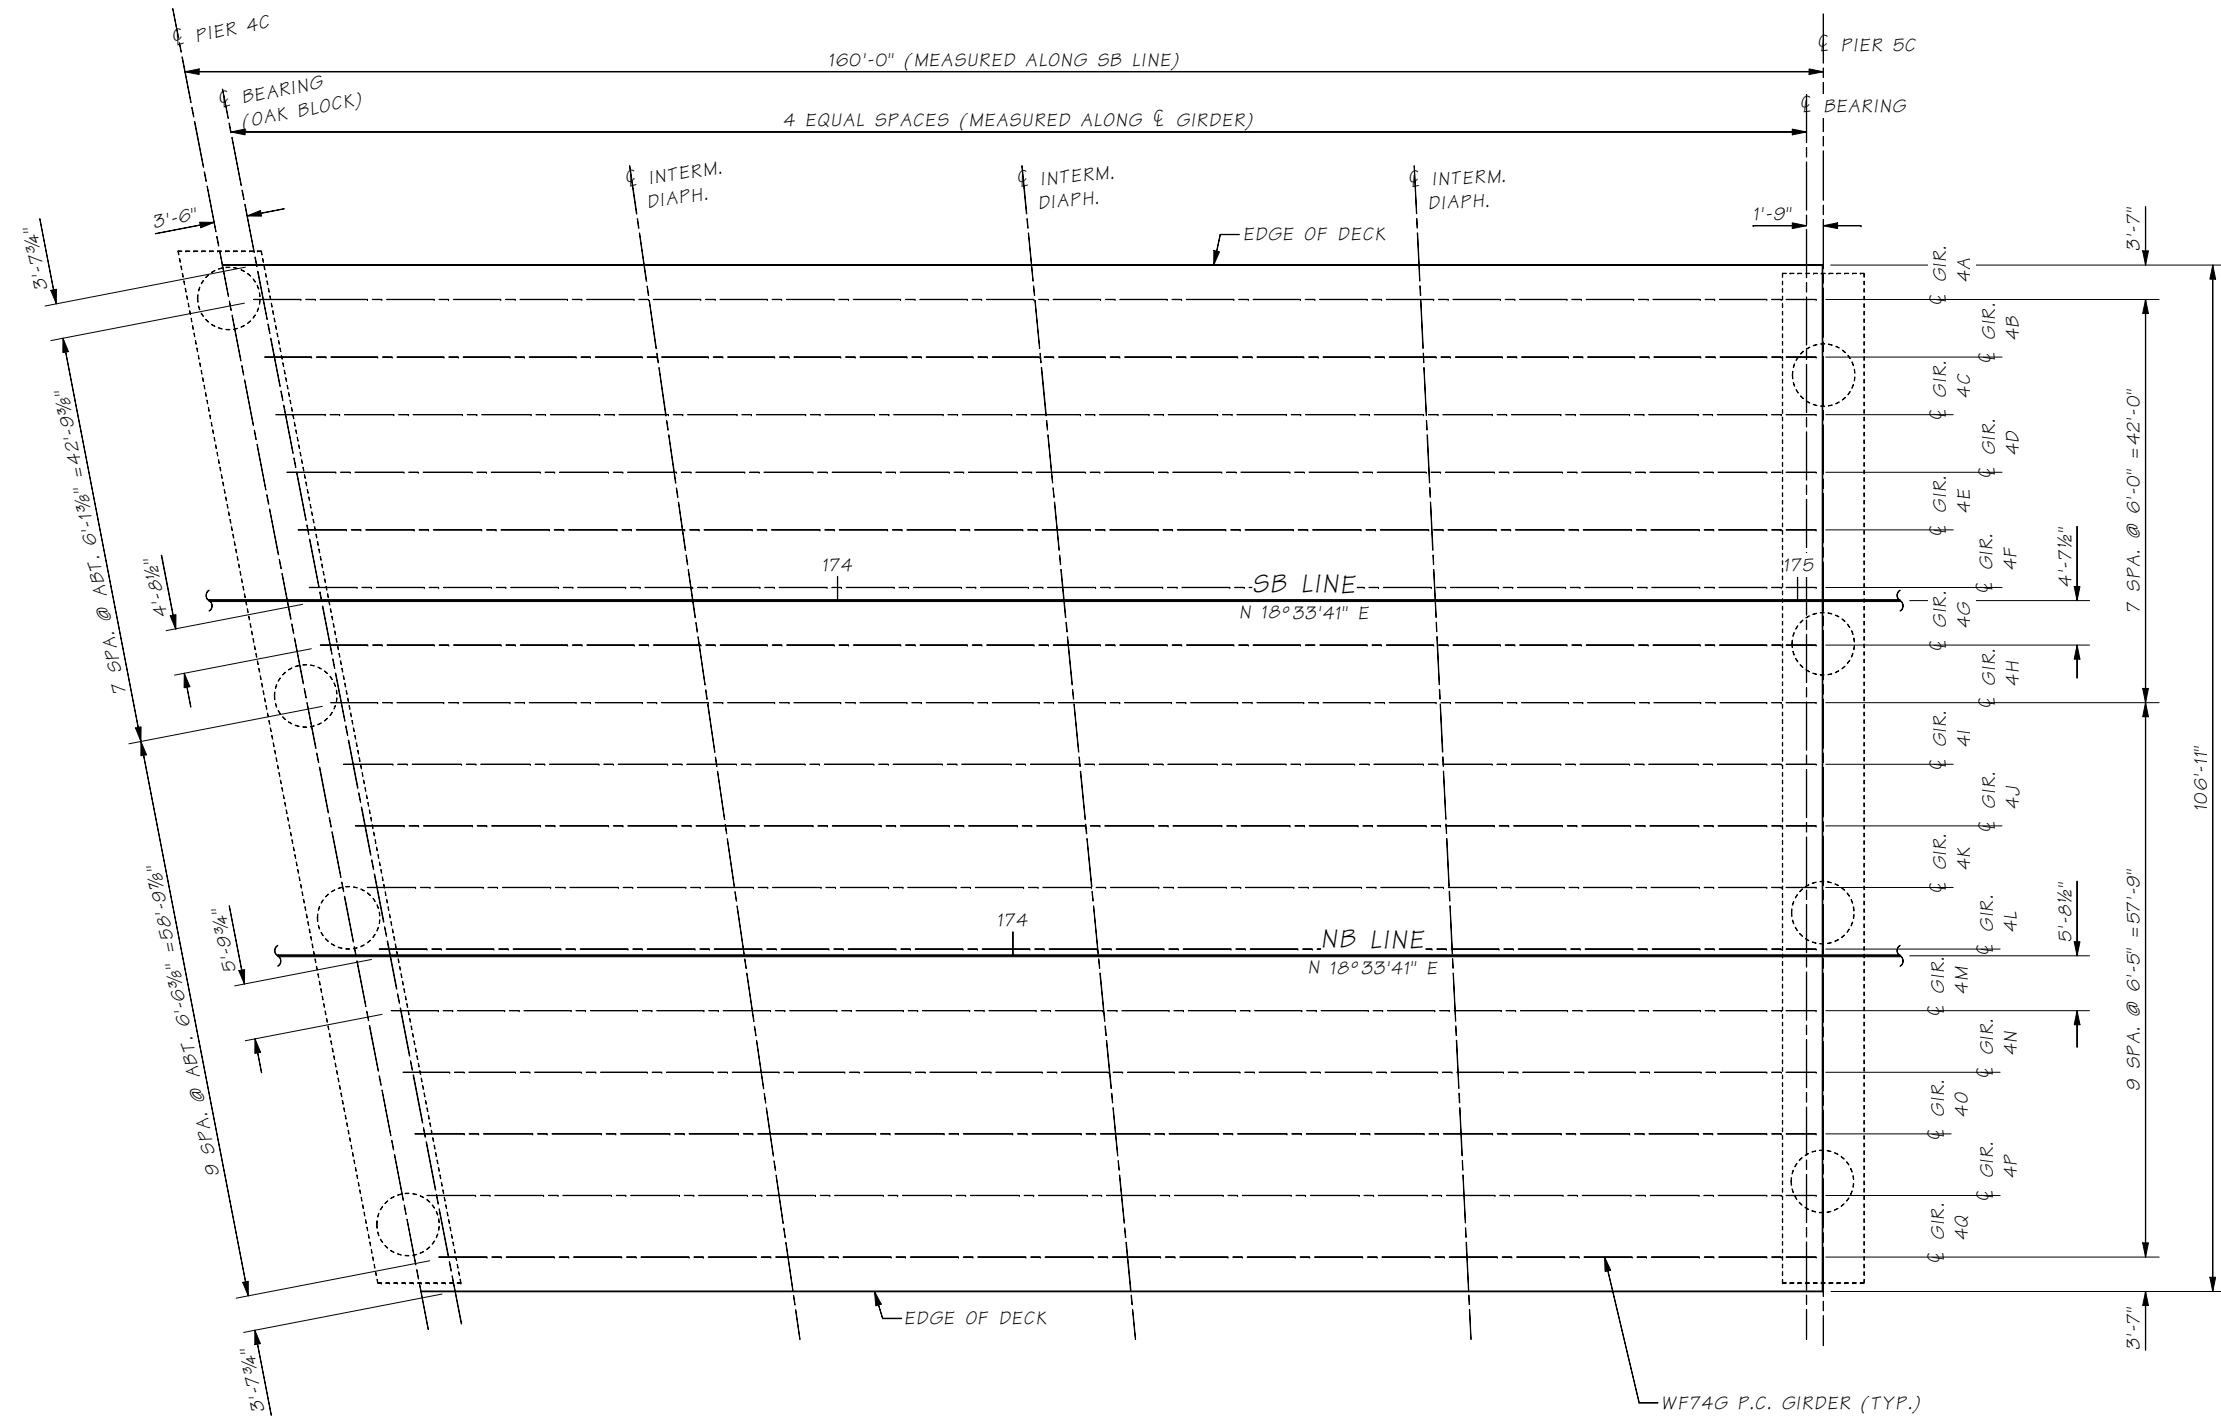 ℄ PIER 4C
℄ PIER 5C
160'-0" (MEASURED ALONG SB LINE)
℄ BEARING
(OAK BLOCK)
℄ BEARING
4 EQUAL SPACES (MEASURED ALONG ℄ GIRDER)
℄ INTERM.
DIAPH.
℄ INTERM.
DIAPH.
℄ INTERM.
DIAPH.
3'-6"
1'-9"
3'-7"
3'-7¾"
EDGE OF DECK
℄ GIR.
4A
℄ GIR.
4B
℄ GIR.
4C
℄ GIR.
4D
℄ GIR.
4E
℄ GIR.
4F
℄ GIR.
4G
℄ GIR.
4H
℄ GIR.
4I
℄ GIR.
4J
℄ GIR.
4K
℄ GIR.
4L
℄ GIR.
4M
℄ GIR.
4N
℄ GIR.
4O
℄ GIR.
4P
℄ GIR.
4Q
7 SPA. @ ABT. 6'-1⅜" =42'-9⅜"
7 SPA. @ 6'-0" =42'-0"
4'-8½"
4'-7½"
174
175
SB LINE
N 18°33'41" E
106'-11"
9 SPA. @ ABT. 6'-6⅜" =58'-9⅞"
9 SPA. @ 6'-5" =57'-9"
5'-9¾"
5'-8½"
174
NB LINE
N 18°33'41" E
EDGE OF DECK
3'-7¾"
3'-7"
WF74G P.C. GIRDER (TYP.)